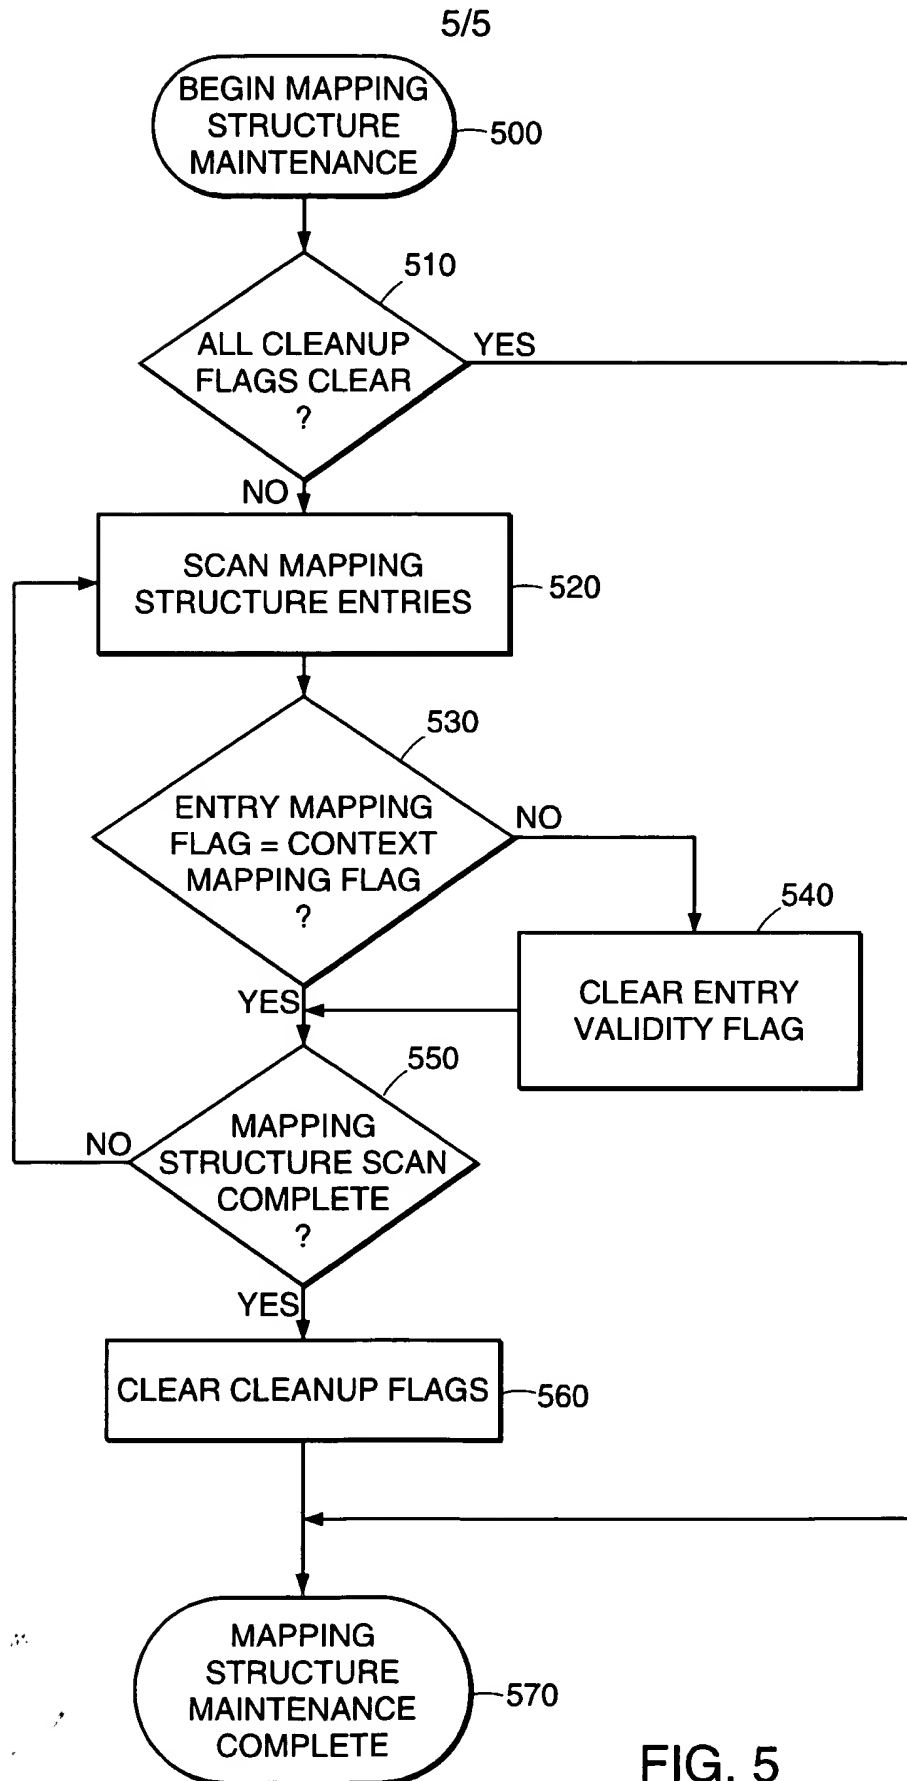 5/5
BEGIN MAPPING
STRUCTURE
MAINTENANCE
500
510
ALL CLEANUP
FLAGS CLEAR
?
YES
NO
SCAN MAPPING
STRUCTURE ENTRIES
520
530
ENTRY MAPPING
FLAG = CONTEXT
MAPPING FLAG
?
NO
540
CLEAR ENTRY
VALIDITY FLAG
YES
550
MAPPING
STRUCTURE SCAN
COMPLETE
?
NO
YES
CLEAR CLEANUP FLAGS
560
MAPPING
STRUCTURE
MAINTENANCE
COMPLETE
570
FIG. 5